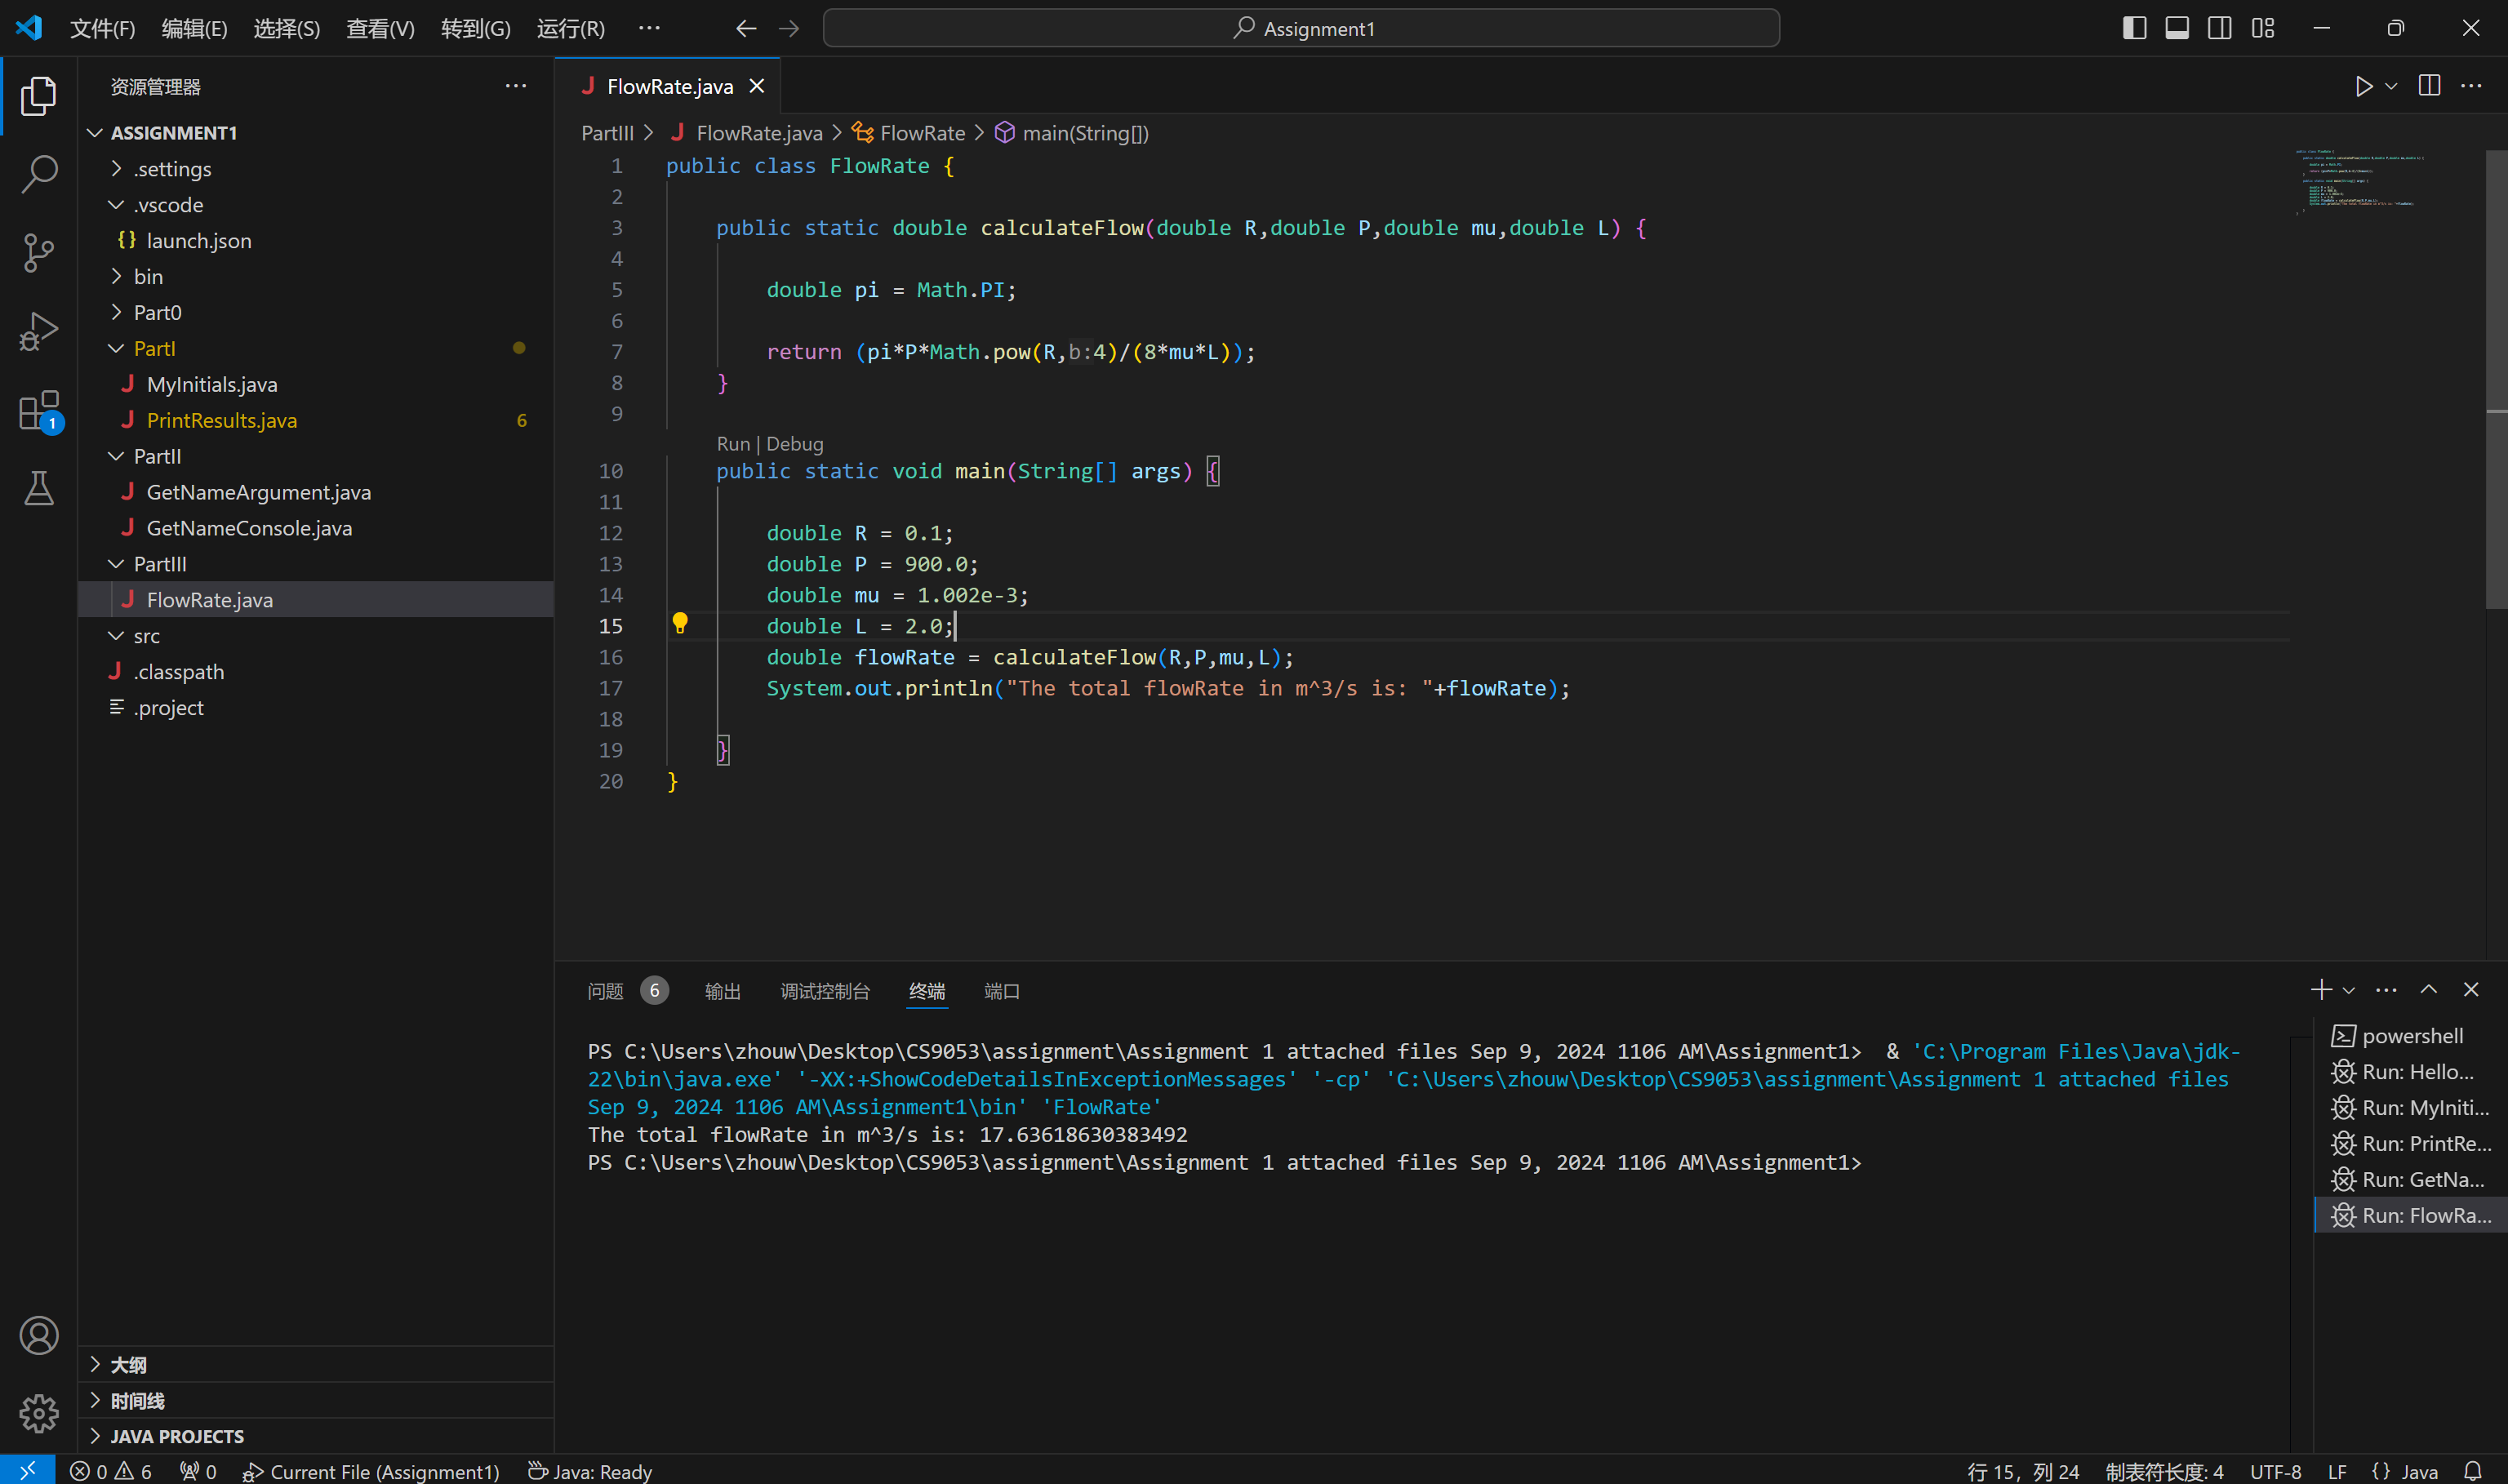 文件(F) 编辑(E) 选择(S) 查看(V) 转到(G) 运行(R) ··· Assignment1
资源管理器
ASSIGNMENT1
.settings
.vscode
{} launch.json
bin
Part0
PartI
J MyInitials.java
J PrintResults.java 6
PartII
J GetNameArgument.java
J GetNameConsole.java
PartIII
J FlowRate.java
src
J .classpath
.project
大纲
时间线
JAVA PROJECTS
1
J FlowRate.java
PartIII > J FlowRate.java > FlowRate > main(String[])
1 public class FlowRate {
2
3 public static double calculateFlow(double R,double P,double mu,double L) {
4
5 double pi = Math.PI;
6
7 return (pi*P*Math.pow(R,b:4)/(8*mu*L));
8 }
9
Run | Debug
10 public static void main(String[] args) {
11
12 double R = 0.1;
13 double P = 900.0;
14 double mu = 1.002e-3;
15 double L = 2.0;
16 double flowRate = calculateFlow(R,P,mu,L);
17 System.out.println("The total flowRate in m^3/s is: "+flowRate);
18
19 }
20 }
问题 6 输出 调试控制台 终端 端口
PS C:\Users\zhouw\Desktop\CS9053\assignment\Assignment 1 attached files Sep 9, 2024 1106 AM\Assignment1>  & 'C:\Program Files\Java\jdk-
22\bin\java.exe' '-XX:+ShowCodeDetailsInExceptionMessages' '-cp' 'C:\Users\zhouw\Desktop\CS9053\assignment\Assignment 1 attached files
Sep 9, 2024 1106 AM\Assignment1\bin' 'FlowRate'
The total flowRate in m^3/s is: 17.63618630383492
PS C:\Users\zhouw\Desktop\CS9053\assignment\Assignment 1 attached files Sep 9, 2024 1106 AM\Assignment1>
powershell
Run: Hello...
Run: MyIniti...
Run: PrintRe...
Run: GetNa...
Run: FlowRa...
0 6 0 Current File (Assignment1) Java: Ready 行 15，列 24 制表符长度: 4 UTF-8 LF {} Java